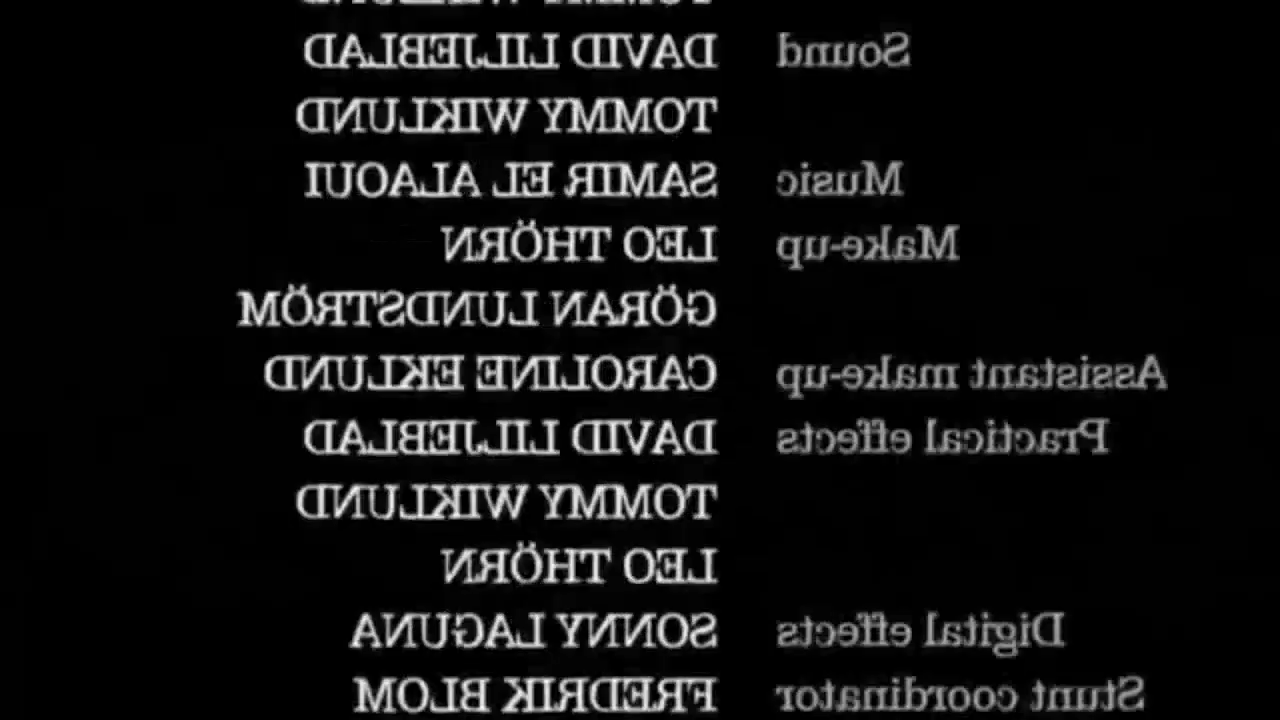 Sound DAVID LILJEBLAD
TOMMY WIKLUND
Music SAMIR EL ALAOUI
Make-up LEO THÖRN
GÖRAN LUNDSTRÖM
Assistant make-up CAROLINE EKLUND
Practical effects DAVID LILJEBLAD
TOMMY WIKLUND
LEO THÖRN
Digital effects SONNY LAGUNA
Stunt coordinator FREDRIK BLOM